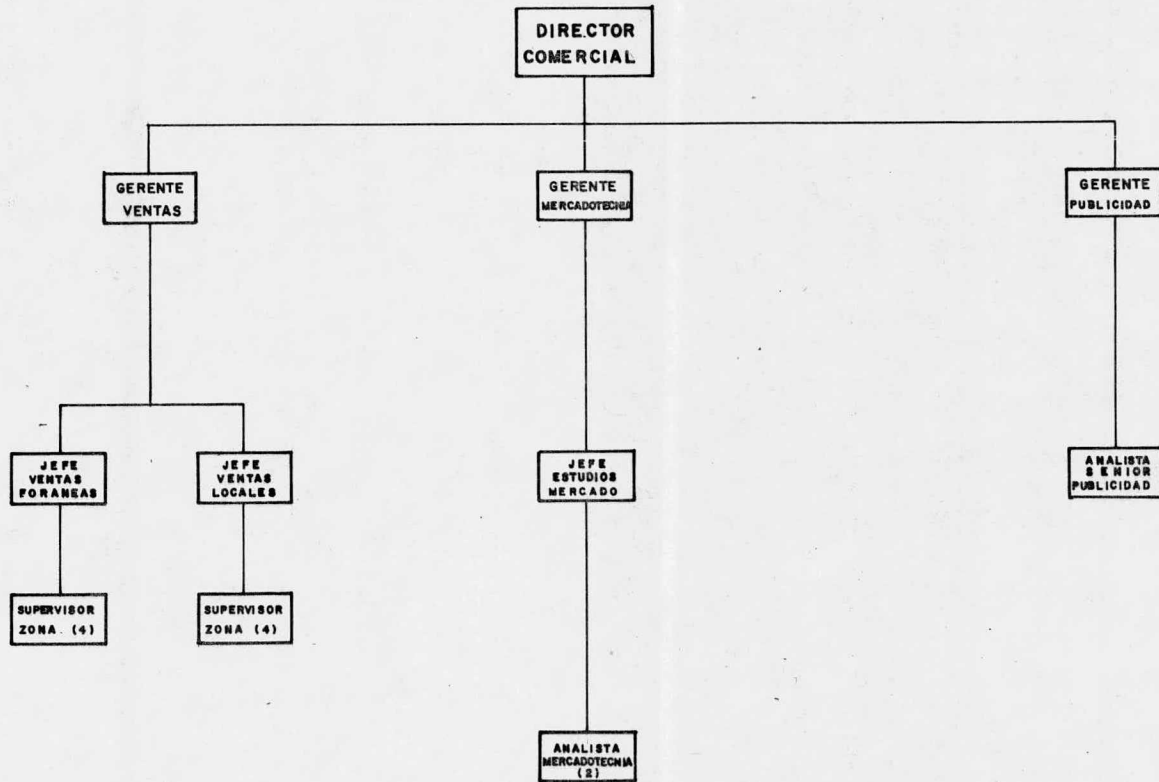 DIRECTOR
COMERCIAL
GERENTE
VENTAS
GERENTE
MERCADOTECNIA
GERENTE
PUBLICIDAD
JEFE
VENTAS
FORANEAS
JEFE
VENTAS
LOCALES
JEFE
ESTUDIOS
MERCADO
ANALISTA
SENIOR
PUBLICIDAD
SUPERVISOR
ZONA. (4)
SUPERVISOR
ZONA (4)
ANALISTA
MERCADOTECNIA
(2)